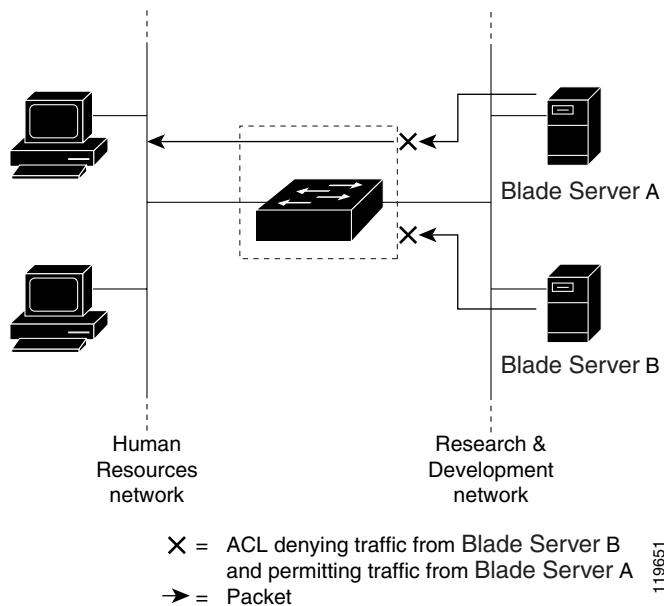 Blade Server A
Blade Server B
Human
Resources
network
Research &
Development
network
X = ACL denying traffic from Blade Server B
and permitting traffic from Blade Server A
→ = Packet
119651